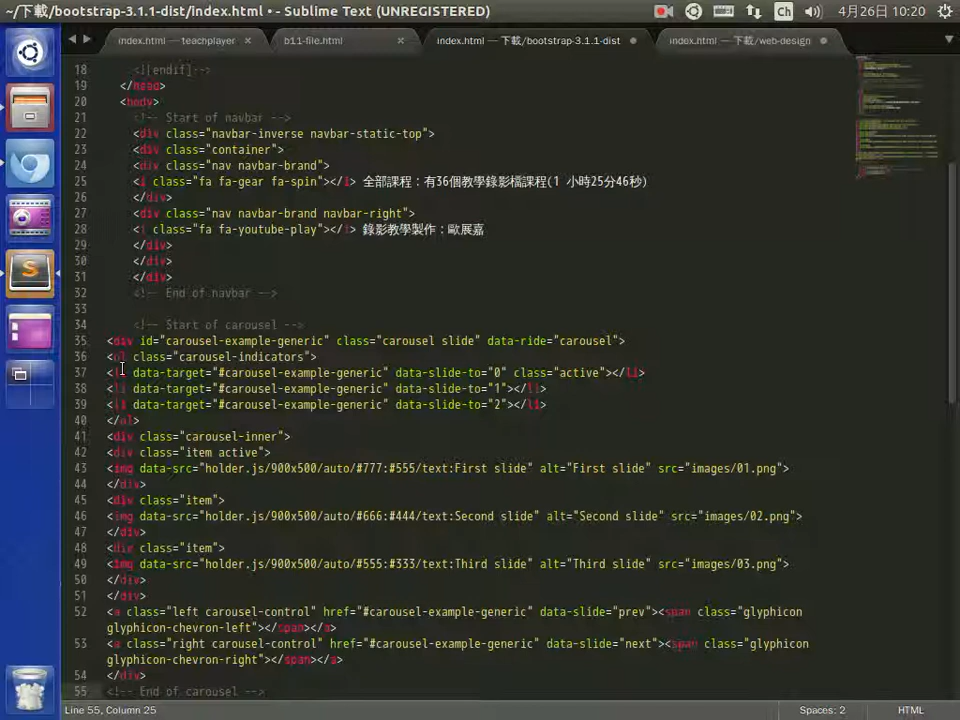 ~/下載/bootstrap-3.1.1-dist/index.html • - Sublime Text (UNREGISTERED)
Ch
4月26日 10:20
index.html — teachplayer
b11-file.html
index.html — 下載/bootstrap-3.1.1-dist
index.html — 下載/web-design
18 <![endif]-->
19 </head>
20 <body>
21 <!-- Start of navbar -->
22 <div class="navbar-inverse navbar-static-top">
23 <div class="container">
24 <div class="nav navbar-brand">
25 <i class="fa fa-gear fa-spin"></i> 全部課程：有36個教學錄影檔課程(1 小時25分46秒)
26 </div>
27 <div class="nav navbar-brand navbar-right">
28 <i class="fa fa-youtube-play"></i> 錄影教學製作：歐展嘉
29 </div>
30 </div>
31 </div>
32 <!-- End of navbar -->
33
34 <!-- Start of carousel -->
35 <div id="carousel-example-generic" class="carousel slide" data-ride="carousel">
36 <ol class="carousel-indicators">
37 <li data-target="#carousel-example-generic" data-slide-to="0" class="active"></li>
38 <li data-target="#carousel-example-generic" data-slide-to="1"></li>
39 <li data-target="#carousel-example-generic" data-slide-to="2"></li>
40 </ol>
41 <div class="carousel-inner">
42 <div class="item active">
43 <img data-src="holder.js/900x500/auto/#777:#555/text:First slide" alt="First slide" src="images/01.png">
44 </div>
45 <div class="item">
46 <img data-src="holder.js/900x500/auto/#666:#444/text:Second slide" alt="Second slide" src="images/02.png">
47 </div>
48 <div class="item">
49 <img data-src="holder.js/900x500/auto/#555:#333/text:Third slide" alt="Third slide" src="images/03.png">
50 </div>
51 </div>
52 <a class="left carousel-control" href="#carousel-example-generic" data-slide="prev"><span class="glyphicon
glyphicon-chevron-left"></span></a>
53 <a class="right carousel-control" href="#carousel-example-generic" data-slide="next"><span class="glyphicon
glyphicon-chevron-right"></span></a>
54 </div>
55 <!-- End of carousel -->
Line 55, Column 25
Spaces: 2
HTML